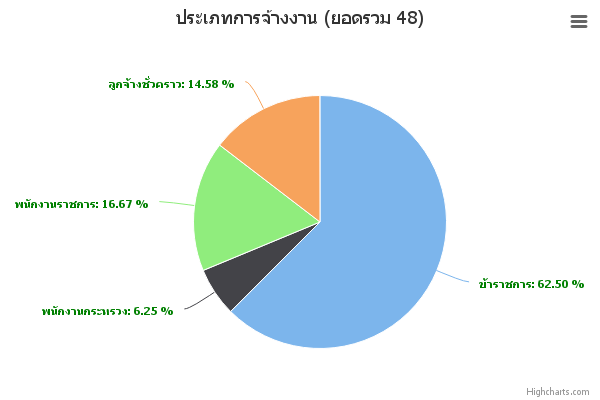 ประเภทการจ้างงาน (ยอดรวม 48)
ลูกจ้างชั่วคราว: 14.58 %
พนักงานราชการ: 16.67 %
ข้าราชการ: 62.50 %
พนักงานกระทรวง: 6.25 %
Highcharts.com